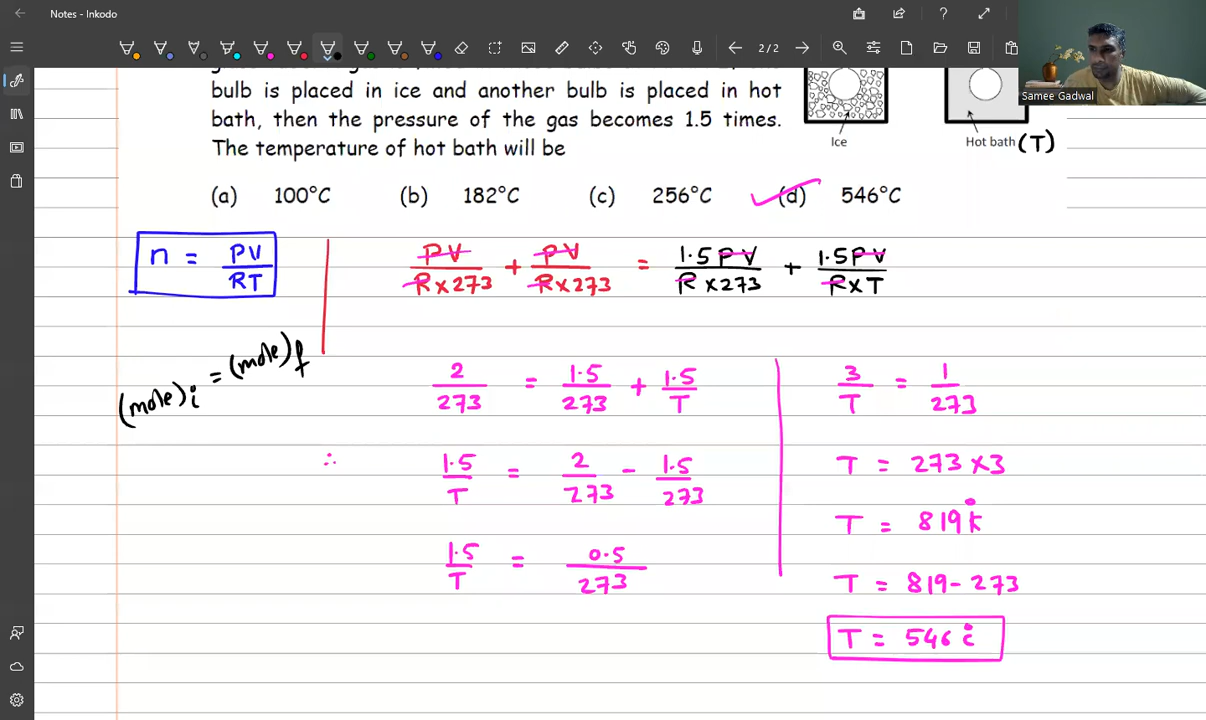 Notes - Inkodo
2/2
Samee Gadwal
bulb is placed in ice and another bulb is placed in hot
bath, then the pressure of the gas becomes 1.5 times.
The temperature of hot bath will be
Ice
Hot bath (T)
(a) 100°C (b) 182°C (c) 256°C (d) 546°C
n = PV/RT
PV/R×273 + PV/R×273 = 1.5PV/R×273 + 1.5PV/R×T
(mole)i = (mole)f
2/273 = 1.5/273 + 1.5/T
∴ 1.5/T = 2/273 - 1.5/273
1.5/T = 0.5/273
3/T = 1/273
T = 273×3
T = 819 k̊
T = 819-273
T = 546 c̊